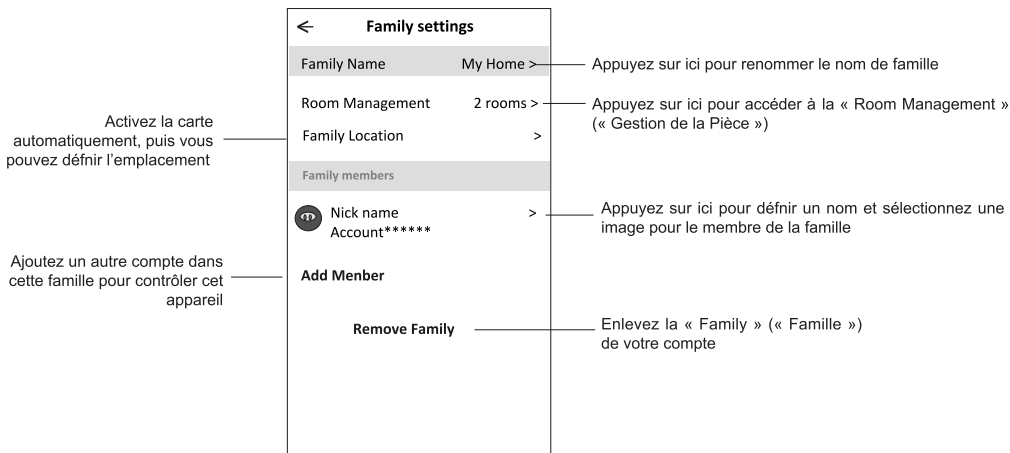 Family settings
Family Name My Home >
Appuyez sur ici pour renommer le nom de famille
Room Management 2 rooms >
Appuyez sur ici pour accéder à la « Room Management »
(« Gestion de la Pièce »)
Activez la carte
automatiquement, puis vous
pouvez défnir l’emplacement
Family Location >
Family members
Nick name >
Account******
Appuyez sur ici pour défnir un nom et sélectionnez une
image pour le membre de la famille
Ajoutez un autre compte dans
cette famille pour contrôler cet
appareil
Add Menber
Remove Family
Enlevez la « Family » (« Famille »)
de votre compte